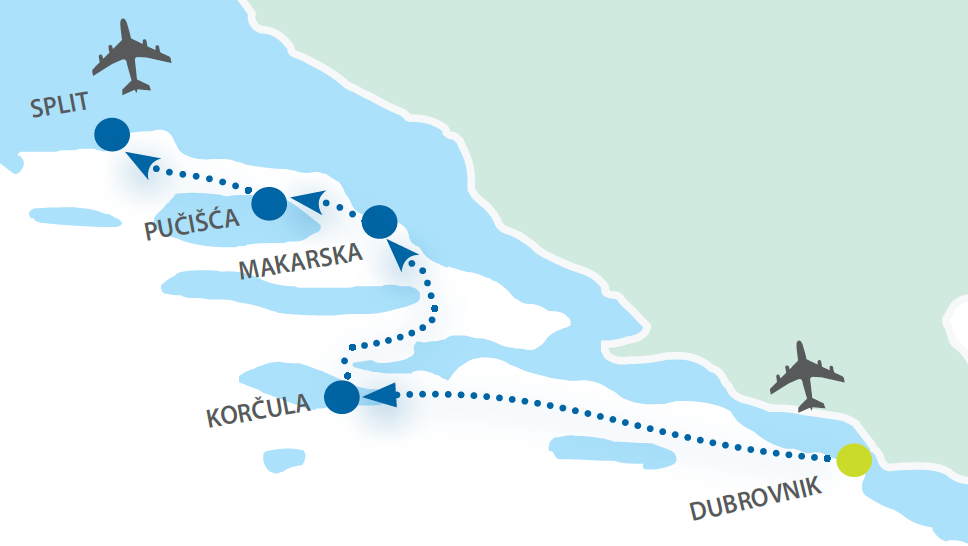 SPLIT
PUČIŠĆA
MAKARSKA
KORČULA
DUBROVNIK